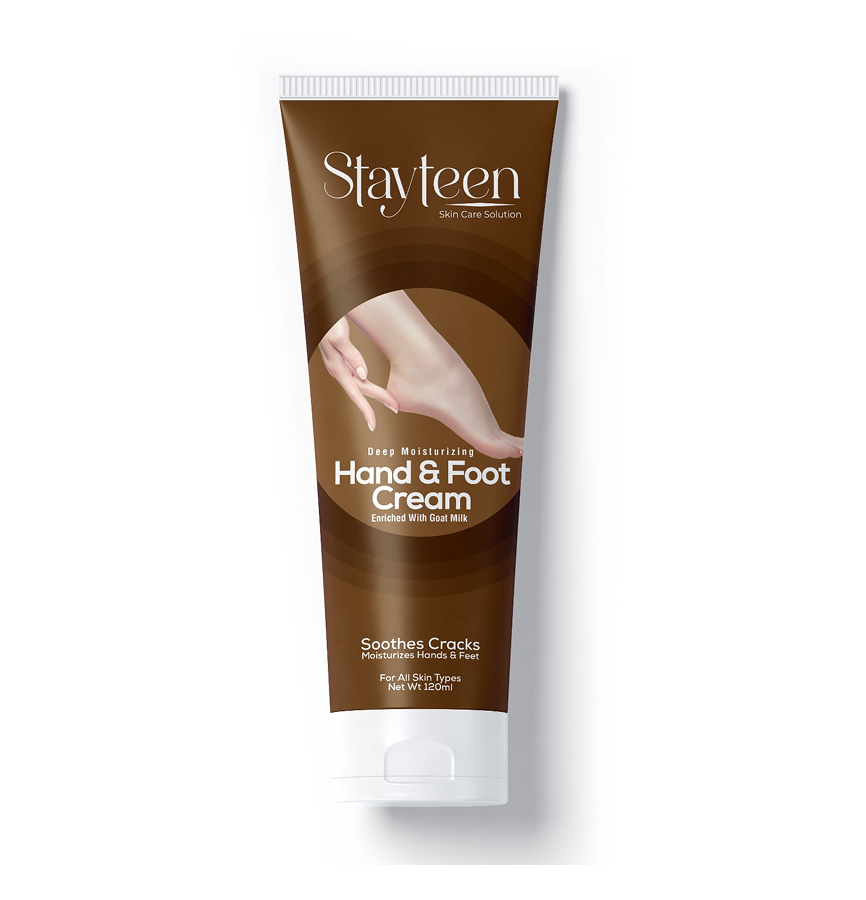 Stayteen
Skin Care Solution
Deep Moisturizing
Hand & Foot
Cream
Enriched With Goat Milk
Soothes Cracks
Moisturizes Hands & Feet
For All Skin Types
Net Wt 120ml